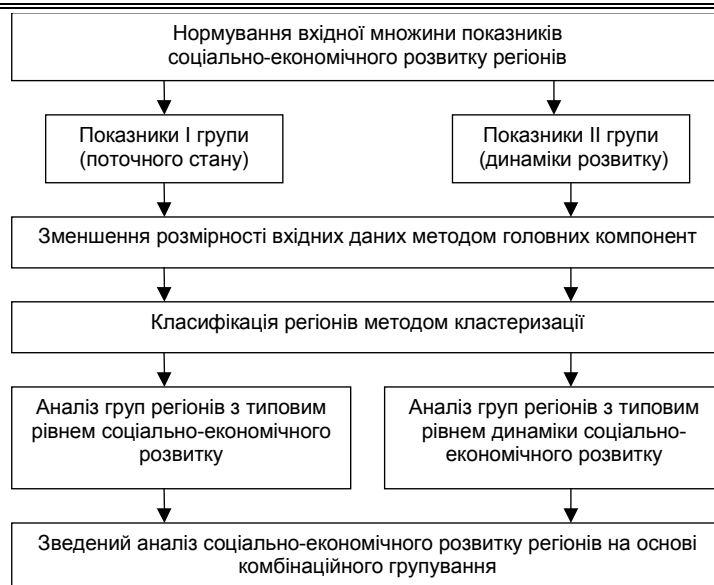 Нормування вхідної множини показників
соціально-економічного розвитку регіонів
Показники І групи
(поточного стану)
Показники ІІ групи
(динаміки розвитку)
Зменшення розмірності вхідних даних методом головних компонент
Класифікація регіонів методом кластеризації
Аналіз груп регіонів з типовим
рівнем соціально-економічного
розвитку
Аналіз груп регіонів з типовим
рівнем динаміки соціально-
економічного розвитку
Зведений аналіз соціально-економічного розвитку регіонів на основі
комбінаційного групування